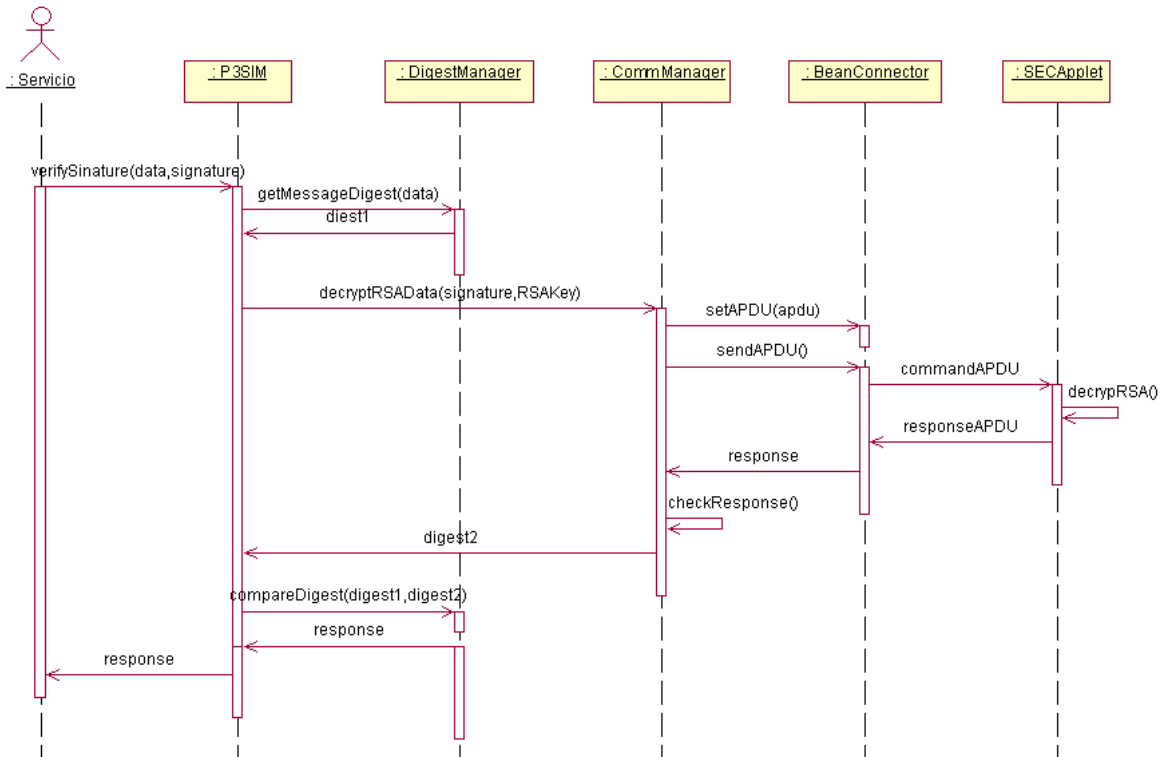 : Servicio
: P3SIM
: DigestManager
: CommManager
: BeanConnector
: SECApplet
verifySinature(data,signature)
getMessageDigest(data)
diest1
decryptRSAData(signature,RSAKey)
setAPDU(apdu)
sendAPDU()
commandAPDU
decrypRSA()
responseAPDU
response
checkResponse()
digest2
compareDigest(digest1,digest2)
response
response